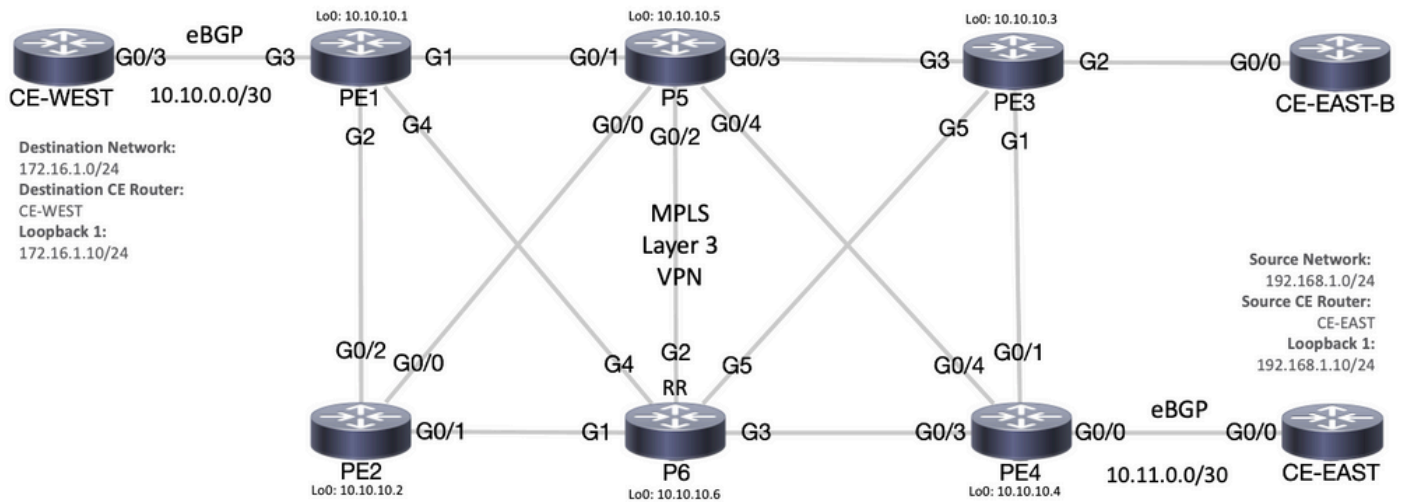 Lo0: 10.10.10.1
Lo0: 10.10.10.5
Lo0: 10.10.10.3
eBGP
G0/3
G3
G1
G0/1
G0/3
G3
G2
G0/0
CE-WEST
10.10.0.0/30
PE1
P5
PE3
CE-EAST-B
G2
G4
G0/0
G0/2
G0/4
G5
G1
Destination Network:
172.16.1.0/24
Destination CE Router:
CE-WEST
Loopback 1:
172.16.1.10/24
MPLS
Layer 3
VPN
Source Network:
192.168.1.0/24
Source CE Router:
CE-EAST
Loopback 1:
192.168.1.10/24
G0/2
G0/0
G4
G2
G5
G0/4
G0/1
RR
eBGP
G0/1
G1
G3
G0/3
G0/0
G0/0
PE2
P6
PE4
10.11.0.0/30
CE-EAST
Lo0: 10.10.10.2
Lo0: 10.10.10.6
Lo0: 10.10.10.4